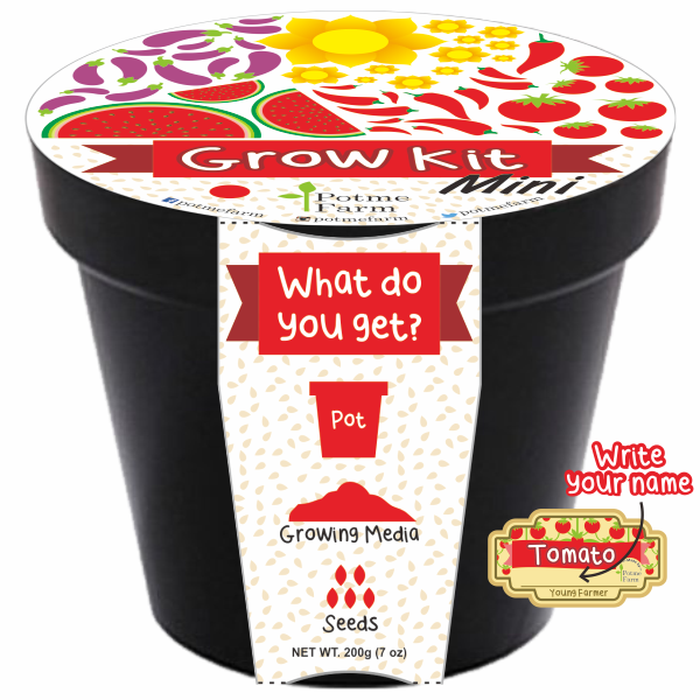 Grow Kit
Mini
Potme
Farm
potmefarm
potmefarm
potmefarm
What do
you get?
Pot
Growing Media
Seeds
NET WT. 200g (7 oz)
Write
your name
Tomato
Potme
Farm
Young Farmer